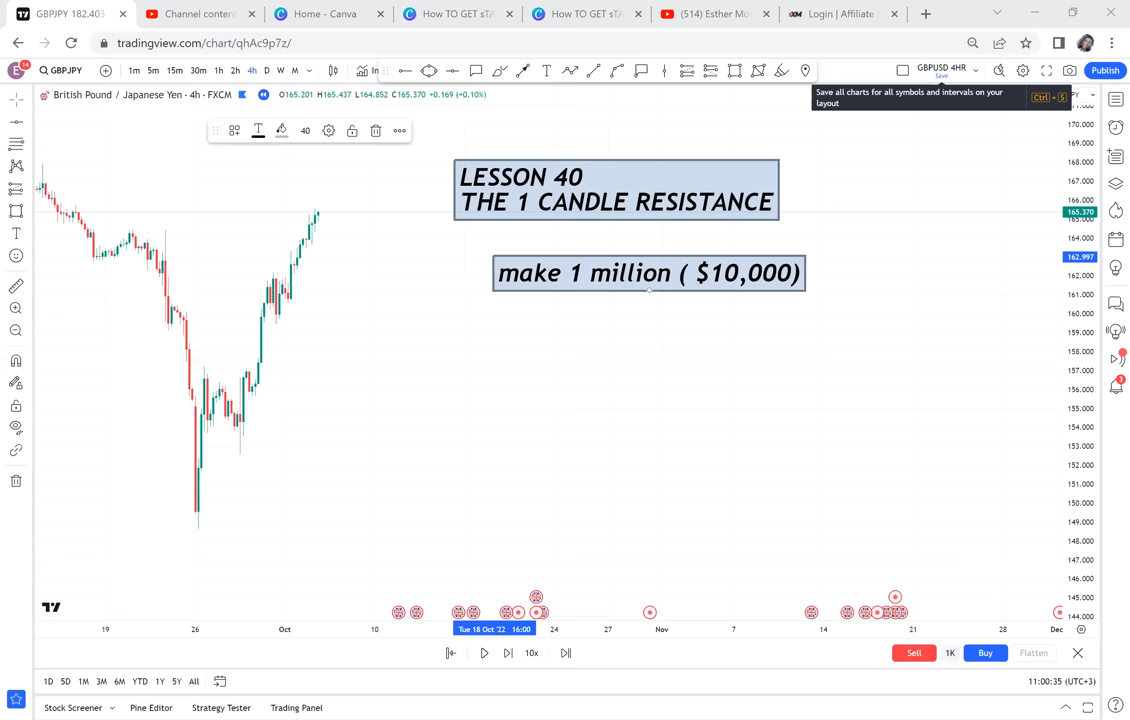 GBPJPY 182.403
Channel content
Home - Canva
How TO GET sTA
How TO GET sTA
(514) Esther Mo
Login | Affiliate
tradingview.com/chart/qhAc9p7z/
E 14
GBPJPY
1m 5m 15m 30m 1h 2h 4h D W M
In
GBPUSD 4HR
Save
Publish
Save all charts for all symbols and intervals on your
layout
Ctrl + S
British Pound / Japanese Yen · 4h · FXCM
O165.201 H165.437 L164.852 C165.370 +0.169 (+0.10%)
40
LESSON 40
THE 1 CANDLE RESISTANCE
make 1 million ( $10,000)
171.000
170.000
169.000
168.000
167.000
166.000
165.370
165.000
164.000
162.997
162.000
161.000
160.000
159.000
158.000
157.000
156.000
155.000
154.000
153.000
152.000
151.000
150.000
149.000
148.000
147.000
146.000
145.000
144.000
3
19 26 Oct 10 Tue 18 Oct '22 16:00 24 27 Nov 7 14 21 28 Dec
10x
Sell 1K Buy Flatten
1D 5D 1M 3M 6M YTD 1Y 5Y All
11:00:35 (UTC+3)
Stock Screener Pine Editor Strategy Tester Trading Panel